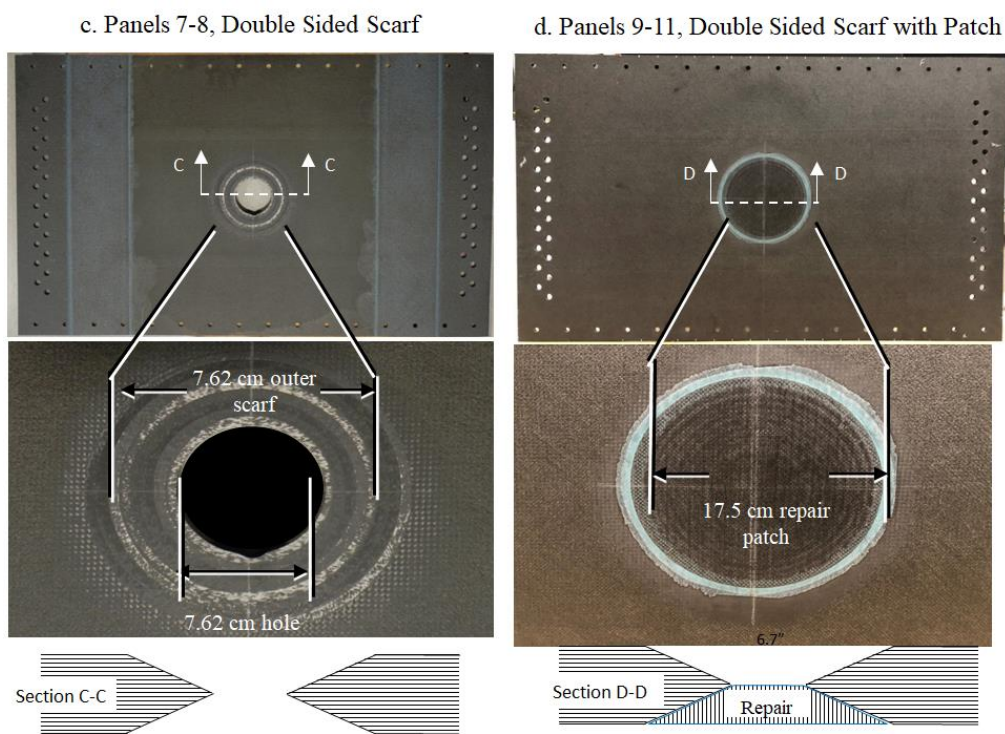 c. Panels 7-8, Double Sided Scarf
d. Panels 9-11, Double Sided Scarf with Patch
C
C
D
D
7.62 cm outer
scarf
7.62 cm hole
17.5 cm repair
patch
6.7”
Section C-C
Section D-D
Repair